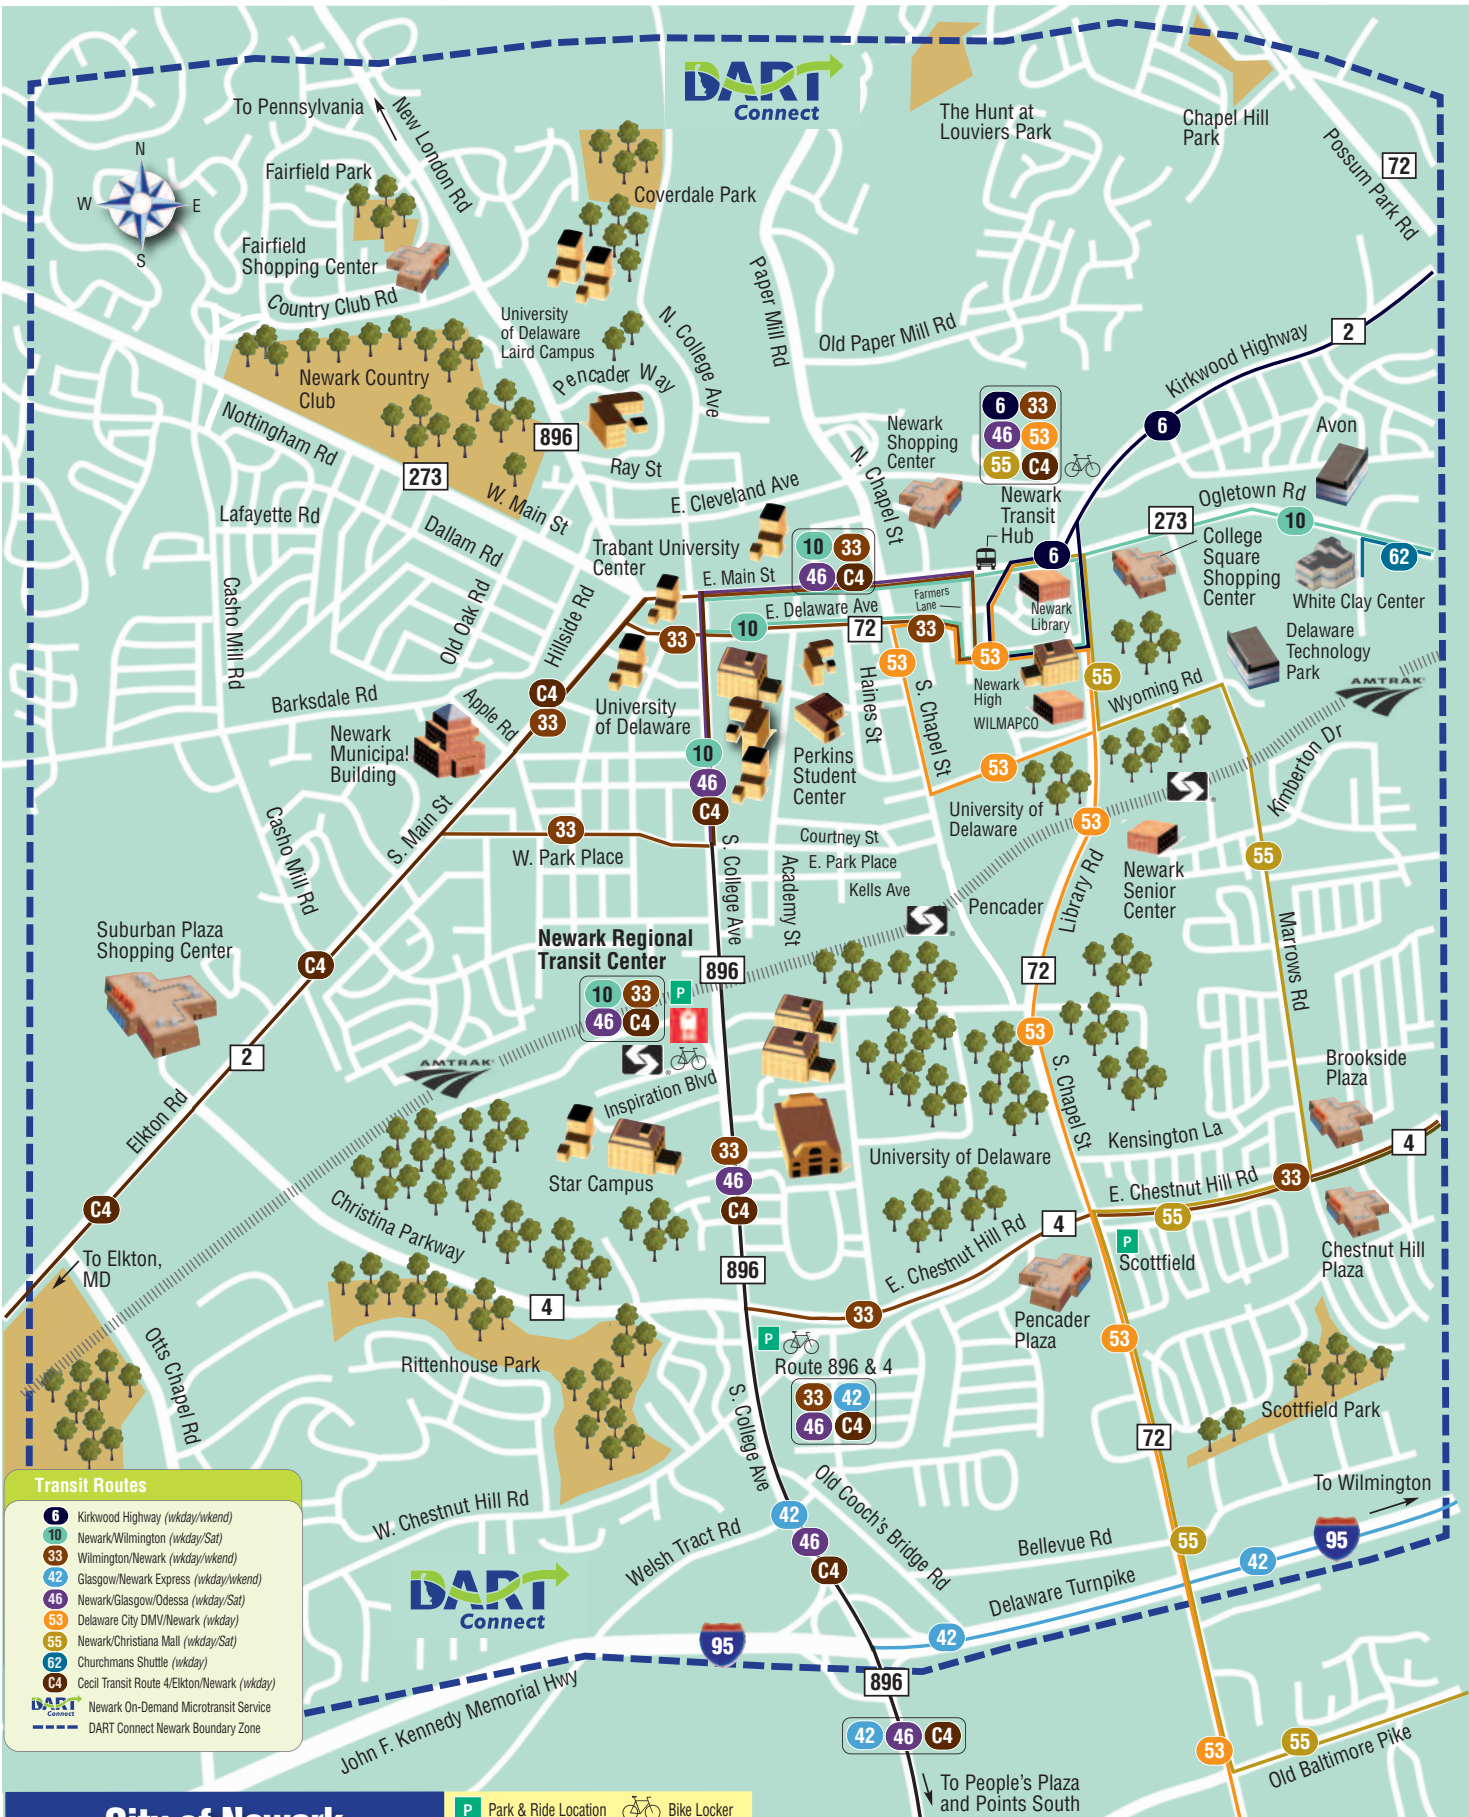 DART
Connect
To Pennsylvania
New London Rd
The Hunt at
Louviers Park
Chapel Hill
Park
Possum Park Rd
72
N
W
E
S
Fairfield Park
Coverdale Park
Fairfield
Shopping Center
Country Club Rd
University
of Delaware
Laird Campus
Paper Mill Rd
N. College Ave
Old Paper Mill Rd
Kirkwood Highway
2
Pencader Way
Newark Country
Club
Nottingham Rd
896
273
Ray St
W. Main St
Newark
Shopping
Center
6
33
46
53
55
C4
6
Avon
N. Chapel St
Newark
Transit
Hub
E. Cleveland Ave
Ogletown Rd
273
10
Lafayette Rd
Dallam Rd
Trabant University
Center
10
33
46
C4
6
College
Square
Shopping
Center
62
White Clay Center
E. Main St
E. Delaware Ave
Farmers
Lane
Newark
Library
Casho Mill Rd
Old Oak Rd
Hillside Rd
33
10
72
33
53
53
Delaware
Technology
Park
Newark
High
WILMAPCO
55
Wyoming Rd
AMTRAK
Barksdale Rd
Apple Rd
C4
33
University
of Delaware
Haines St
S. Chapel St
Newark
Municipal
Building
10
46
C4
Perkins
Student
Center
53
Kimberton Dr
Casho Mill Rd
S. Main St
33
W. Park Place
University of
Delaware
53
Courtney St
E. Park Place
Kells Ave
S. College Ave
Academy St
Pencader
Library Rd
Newark
Senior
Center
55
Marrows Rd
Suburban Plaza
Shopping Center
C4
Newark Regional
Transit Center
10
33
P
46
C4
896
72
53
2
AMTRAK
Inspiration Blvd
Elkton Rd
S. Chapel St
Brookside
Plaza
Kensington La
4
University of Delaware
Star Campus
33
46
C4
E. Chestnut Hill Rd
33
55
C4
Christina Parkway
To Elkton,
MD
E. Chestnut Hill Rd
4
P
Scottfield
Chestnut Hill
Plaza
896
4
33
Pencader
Plaza
53
Otts Chapel Rd
Rittenhouse Park
P
Route 896 & 4
33
42
46
C4
S. College Ave
Scottfield Park
72
To Wilmington
W. Chestnut Hill Rd
Old Cooch's Bridge Rd
42
46
C4
Welsh Tract Rd
Bellevue Rd
55
42
95
Delaware Turnpike
DART
Connect
95
42
896
John F. Kennedy Memorial Hwy
42
46
C4
53
55
Old Baltimore Pike
To People's Plaza
and Points South
Transit Routes
6 Kirkwood Highway (wkday/wkend)
10 Newark/Wilmington (wkday/Sat)
33 Wilmington/Newark (wkday/wkend)
42 Glasgow/Newark Express (wkday/wkend)
46 Newark/Glasgow/Odessa (wkday/Sat)
53 Delaware City DMV/Newark (wkday)
55 Newark/Christiana Mall (wkday/Sat)
62 Churchmans Shuttle (wkday)
C4 Cecil Transit Route 4/Elkton/Newark (wkday)
DART Connect Newark On-Demand Microtransit Service
DART Connect Newark Boundary Zone
City of Newark
P Park & Ride Location
Bike Locker